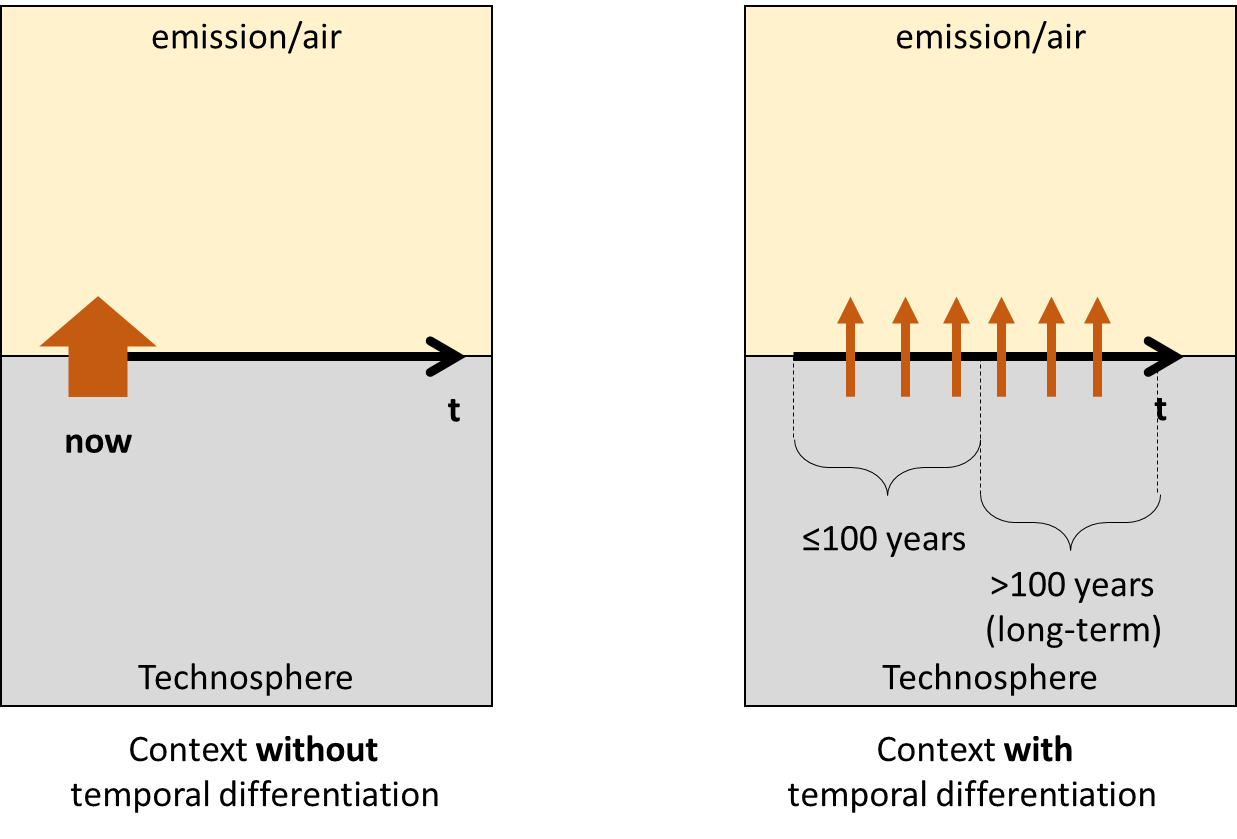 emission/air
now
t
Technosphere
Context without
temporal differentiation
emission/air
t
≤100 years
>100 years
(long-term)
Technosphere
Context with
temporal differentiation